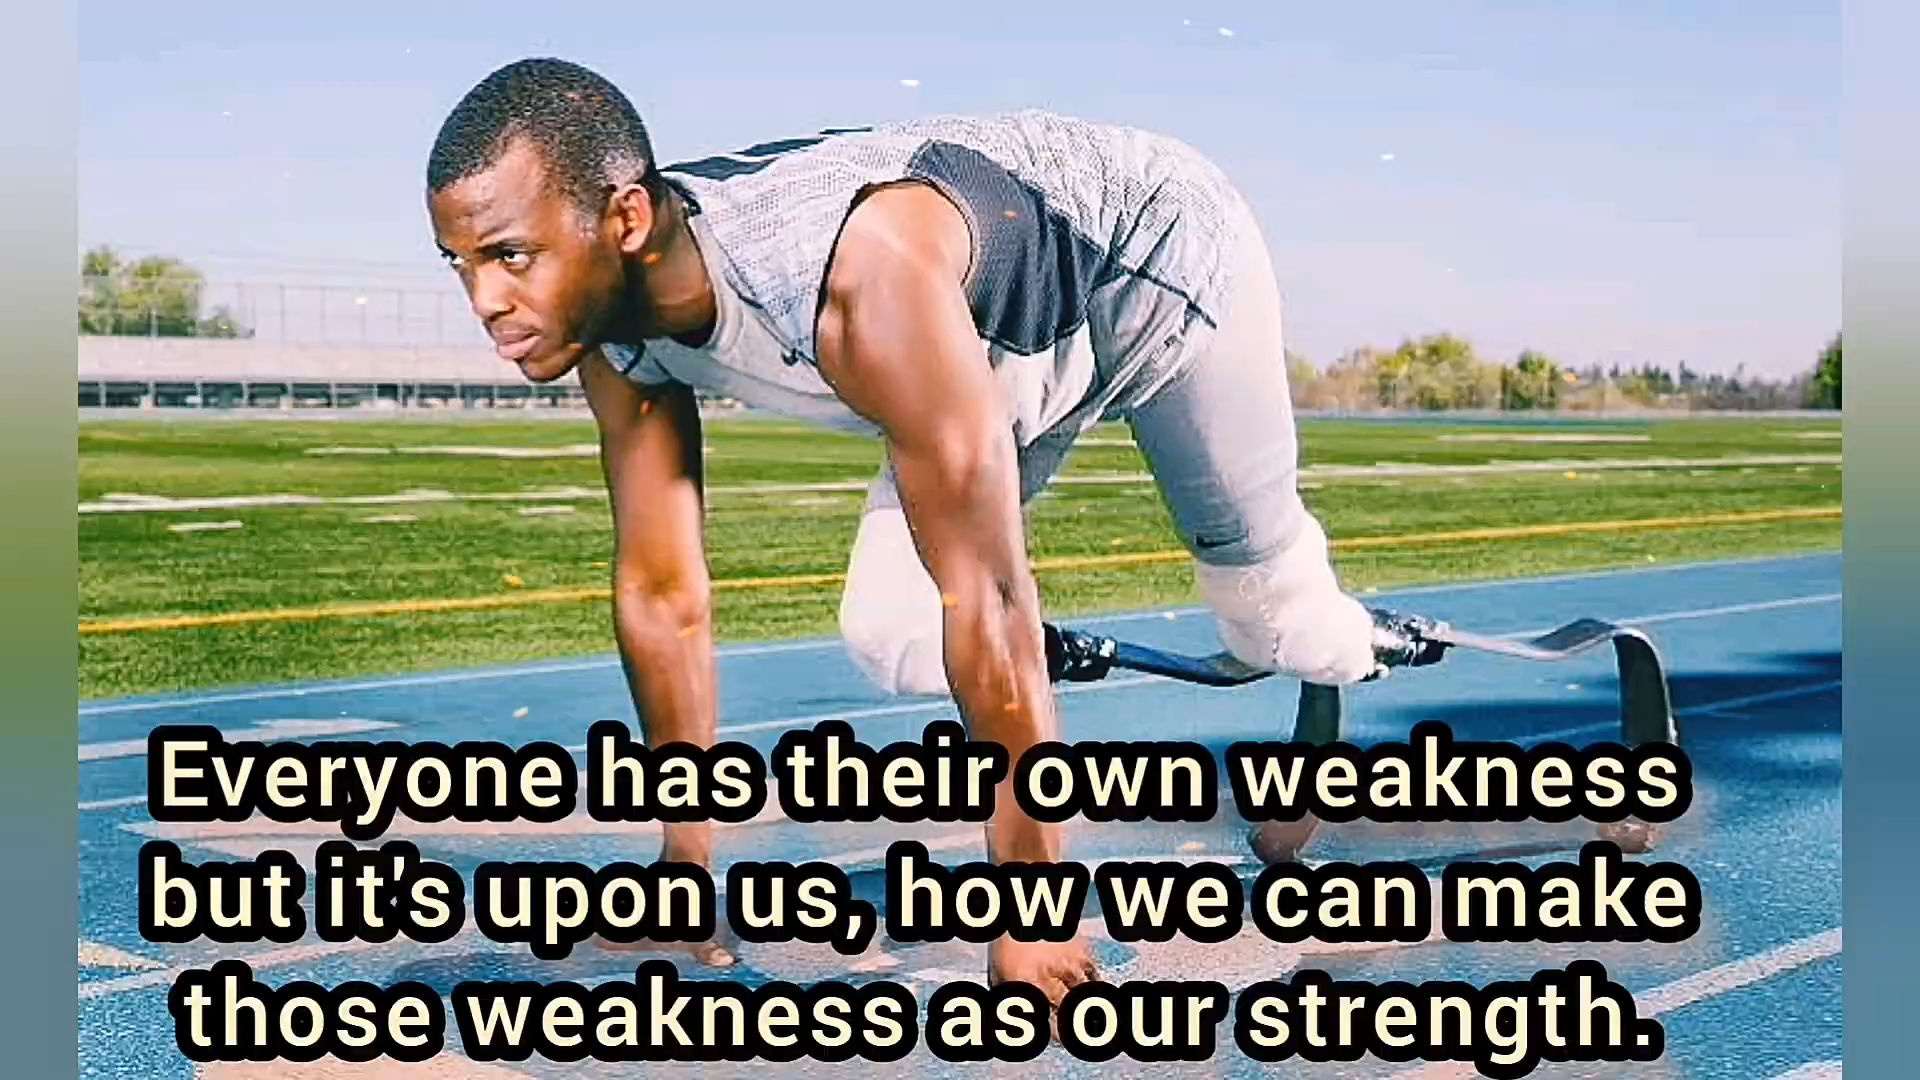 Everyone has their own weakness
but it's upon us, how we can make
those weakness as our strength.